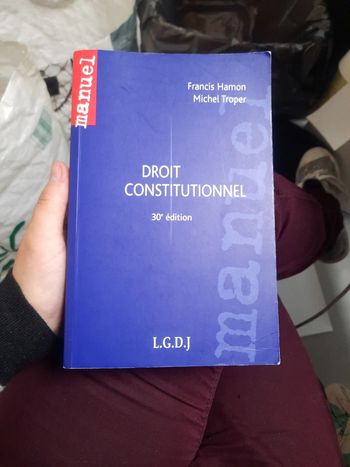 manuel
Francis Hamon
Michel Troper
DROIT
CONSTITUTIONNEL
30e édition
manuel
L.G.D.J